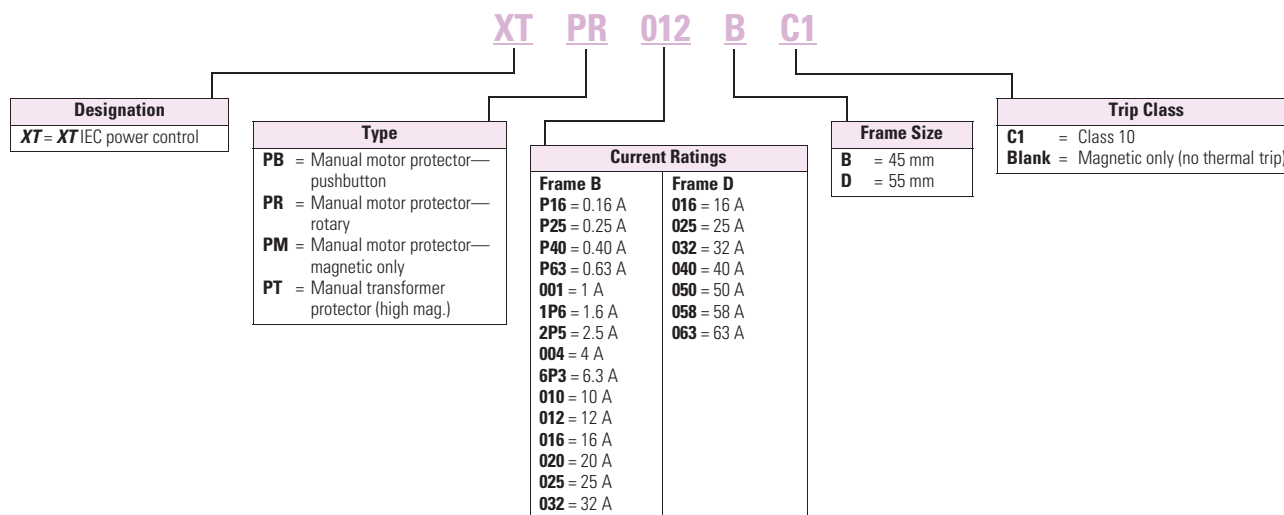 XT PR 012 B C1
Designation
XT = XT IEC power control
Type
PB = Manual motor protector—
pushbutton
PR = Manual motor protector—
rotary
PM = Manual motor protector—
magnetic only
PT = Manual transformer
protector (high mag.)
Current Ratings
Frame B
P16 = 0.16 A
P25 = 0.25 A
P40 = 0.40 A
P63 = 0.63 A
001 = 1 A
1P6 = 1.6 A
2P5 = 2.5 A
004 = 4 A
6P3 = 6.3 A
010 = 10 A
012 = 12 A
016 = 16 A
020 = 20 A
025 = 25 A
032 = 32 A
Frame D
016 = 16 A
025 = 25 A
032 = 32 A
040 = 40 A
050 = 50 A
058 = 58 A
063 = 63 A
Frame Size
B = 45 mm
D = 55 mm
Trip Class
C1 = Class 10
Blank = Magnetic only (no thermal trip)